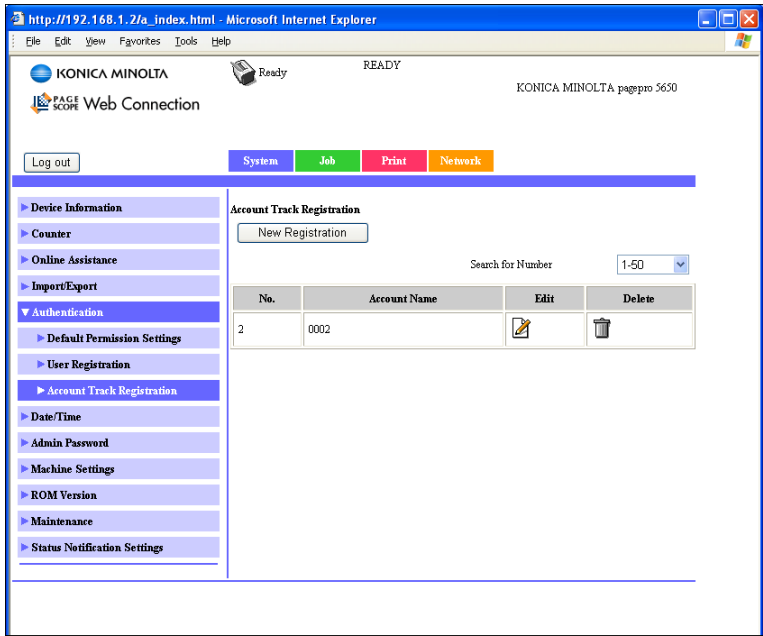 http://192.168.1.2/a_index.html - Microsoft Internet Explorer
File Edit View Favorites Tools Help
KONICA MINOLTA
Ready
READY
KONICA MINOLTA pagepro 5650
PAGE SCOPE Web Connection
Log out
System Job Print Network
Device Information
Counter
Online Assistance
Import/Export
Authentication
Default Permission Settings
User Registration
Account Track Registration
Date/Time
Admin Password
Machine Settings
ROM Version
Maintenance
Status Notification Settings
Account Track Registration
New Registration
Search for Number 1-50
No. Account Name Edit Delete
2 0002